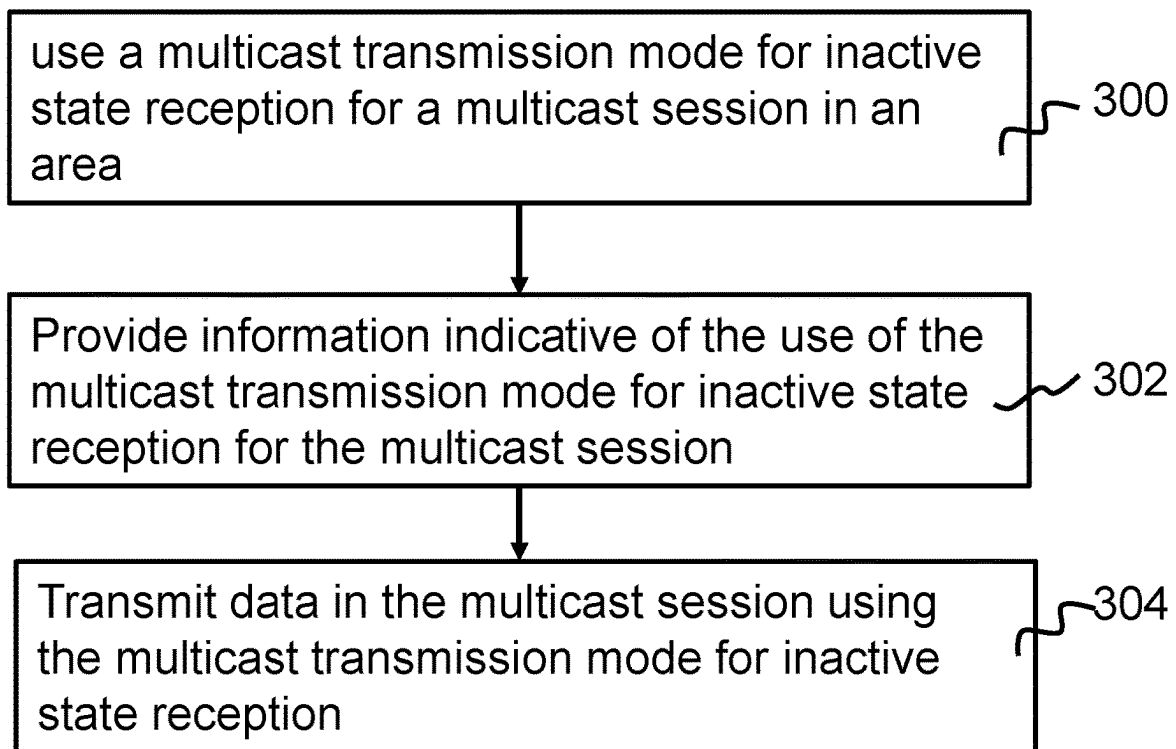 use a multicast transmission mode for inactive
state reception for a multicast session in an
area
300
Provide information indicative of the use of the
multicast transmission mode for inactive state
reception for the multicast session
302
Transmit data in the multicast session using
the multicast transmission mode for inactive
state reception
304